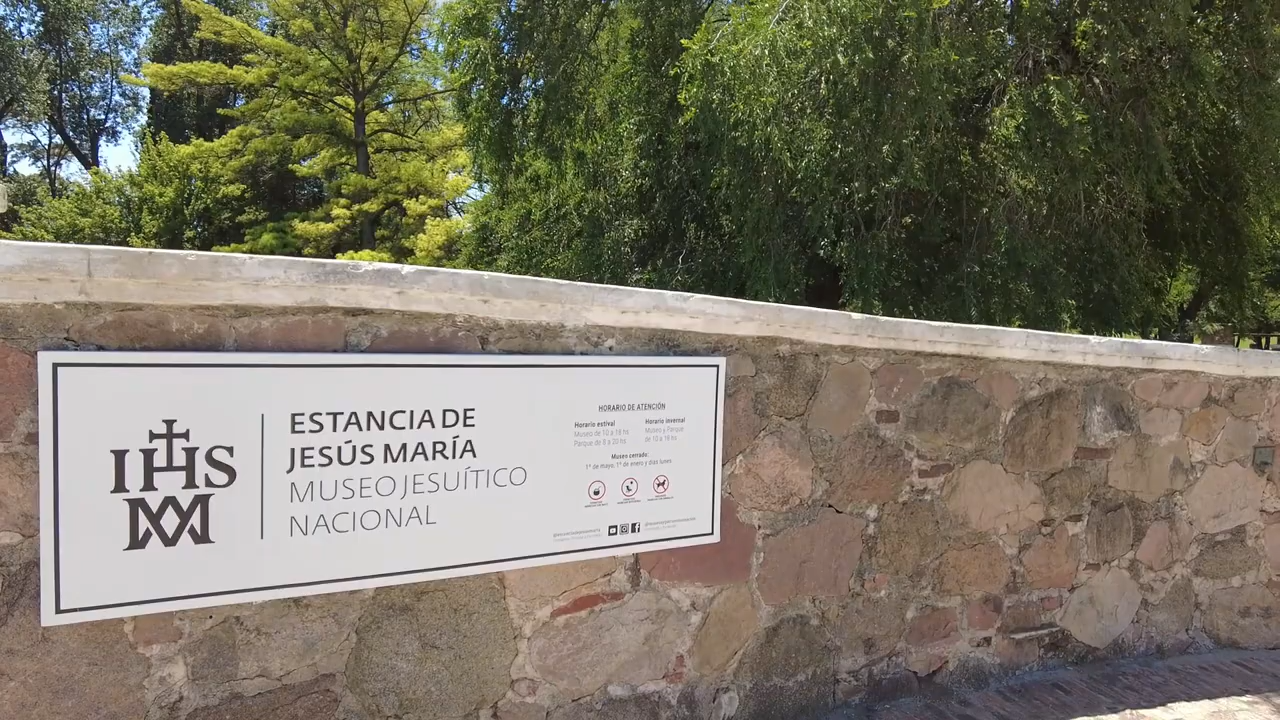 IHS
ESTANCIA DE
JESÚS MARÍA
MUSEO JESUÍTICO
NACIONAL
HORARIO DE ATENCIÓN
Horario estival
Museo de 10 a 18 hs
Parque de 8 a 20 hs
Horario invernal
Museo y Parque
de 10 a 18 hs
Museo cerrado:
1º de mayo, 1º de enero y días lunes